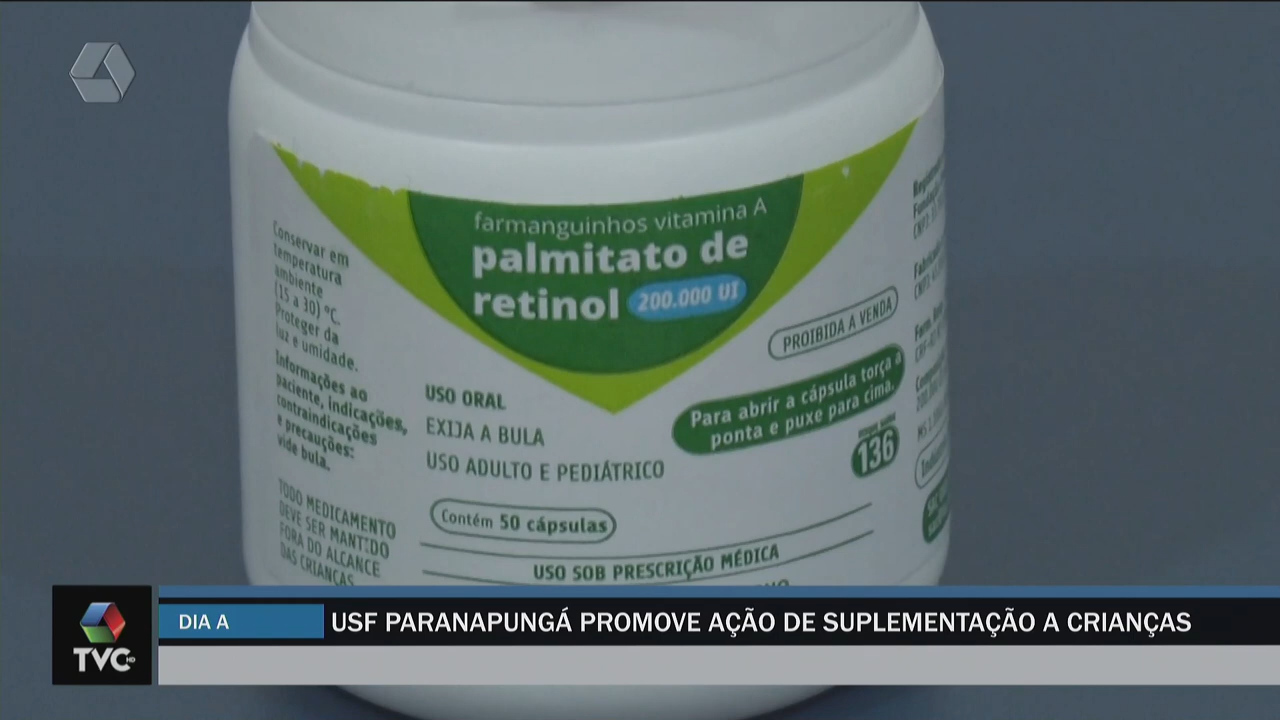 farmanguinhos vitamina A
palmitato de
retinol 200.000 UI
Conservar em
temperatura
ambiente
(15 a 30) ºC.
Proteger da
luz e umidade.
Informações ao
paciente, indicações,
contraindicações
e precauções:
vide bula.
TODO MEDICAMENTO
DEVE SER MANTIDO
FORA DO ALCANCE
DAS CRIANÇAS
USO ORAL
EXIJA A BULA
USO ADULTO E PEDIÁTRICO
Contém 50 cápsulas
USO SOB PRESCRIÇÃO MÉDICA
PROIBIDA A VENDA
Para abrir a cápsula torça a
ponta e puxe para cima.
136
DIA A
USF PARANAPUNGÁ PROMOVE AÇÃO DE SUPLEMENTAÇÃO A CRIANÇAS
TVC HD